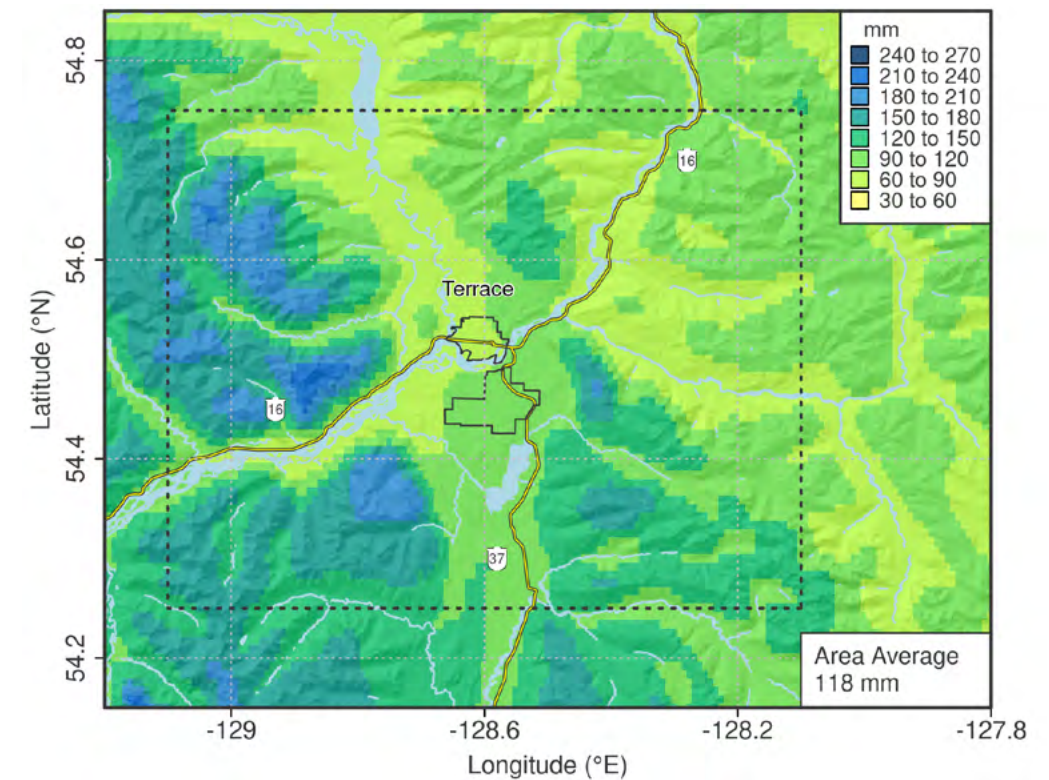 mm
240 to 270
210 to 240
180 to 210
150 to 180
120 to 150
90 to 120
60 to 90
30 to 60
54.8
54.6
54.4
54.2
Latitude (°N)
16
Terrace
16
37
Area Average
118 mm
-129
-128.6
-128.2
-127.8
Longitude (°E)